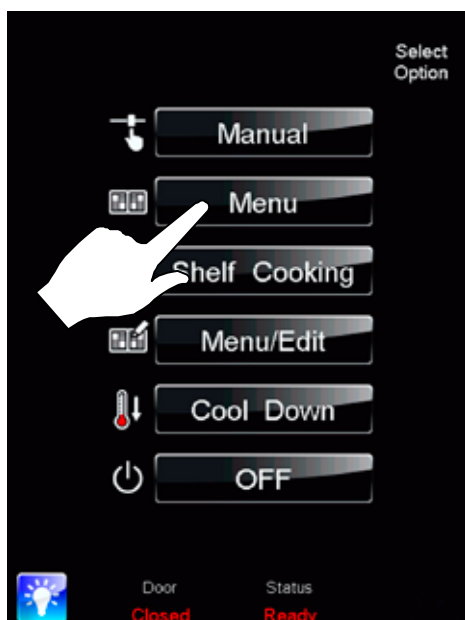 Select
Option
Manual
Menu
Shelf Cooking
Menu/Edit
Cool Down
OFF
Door
Status
Closed
Ready